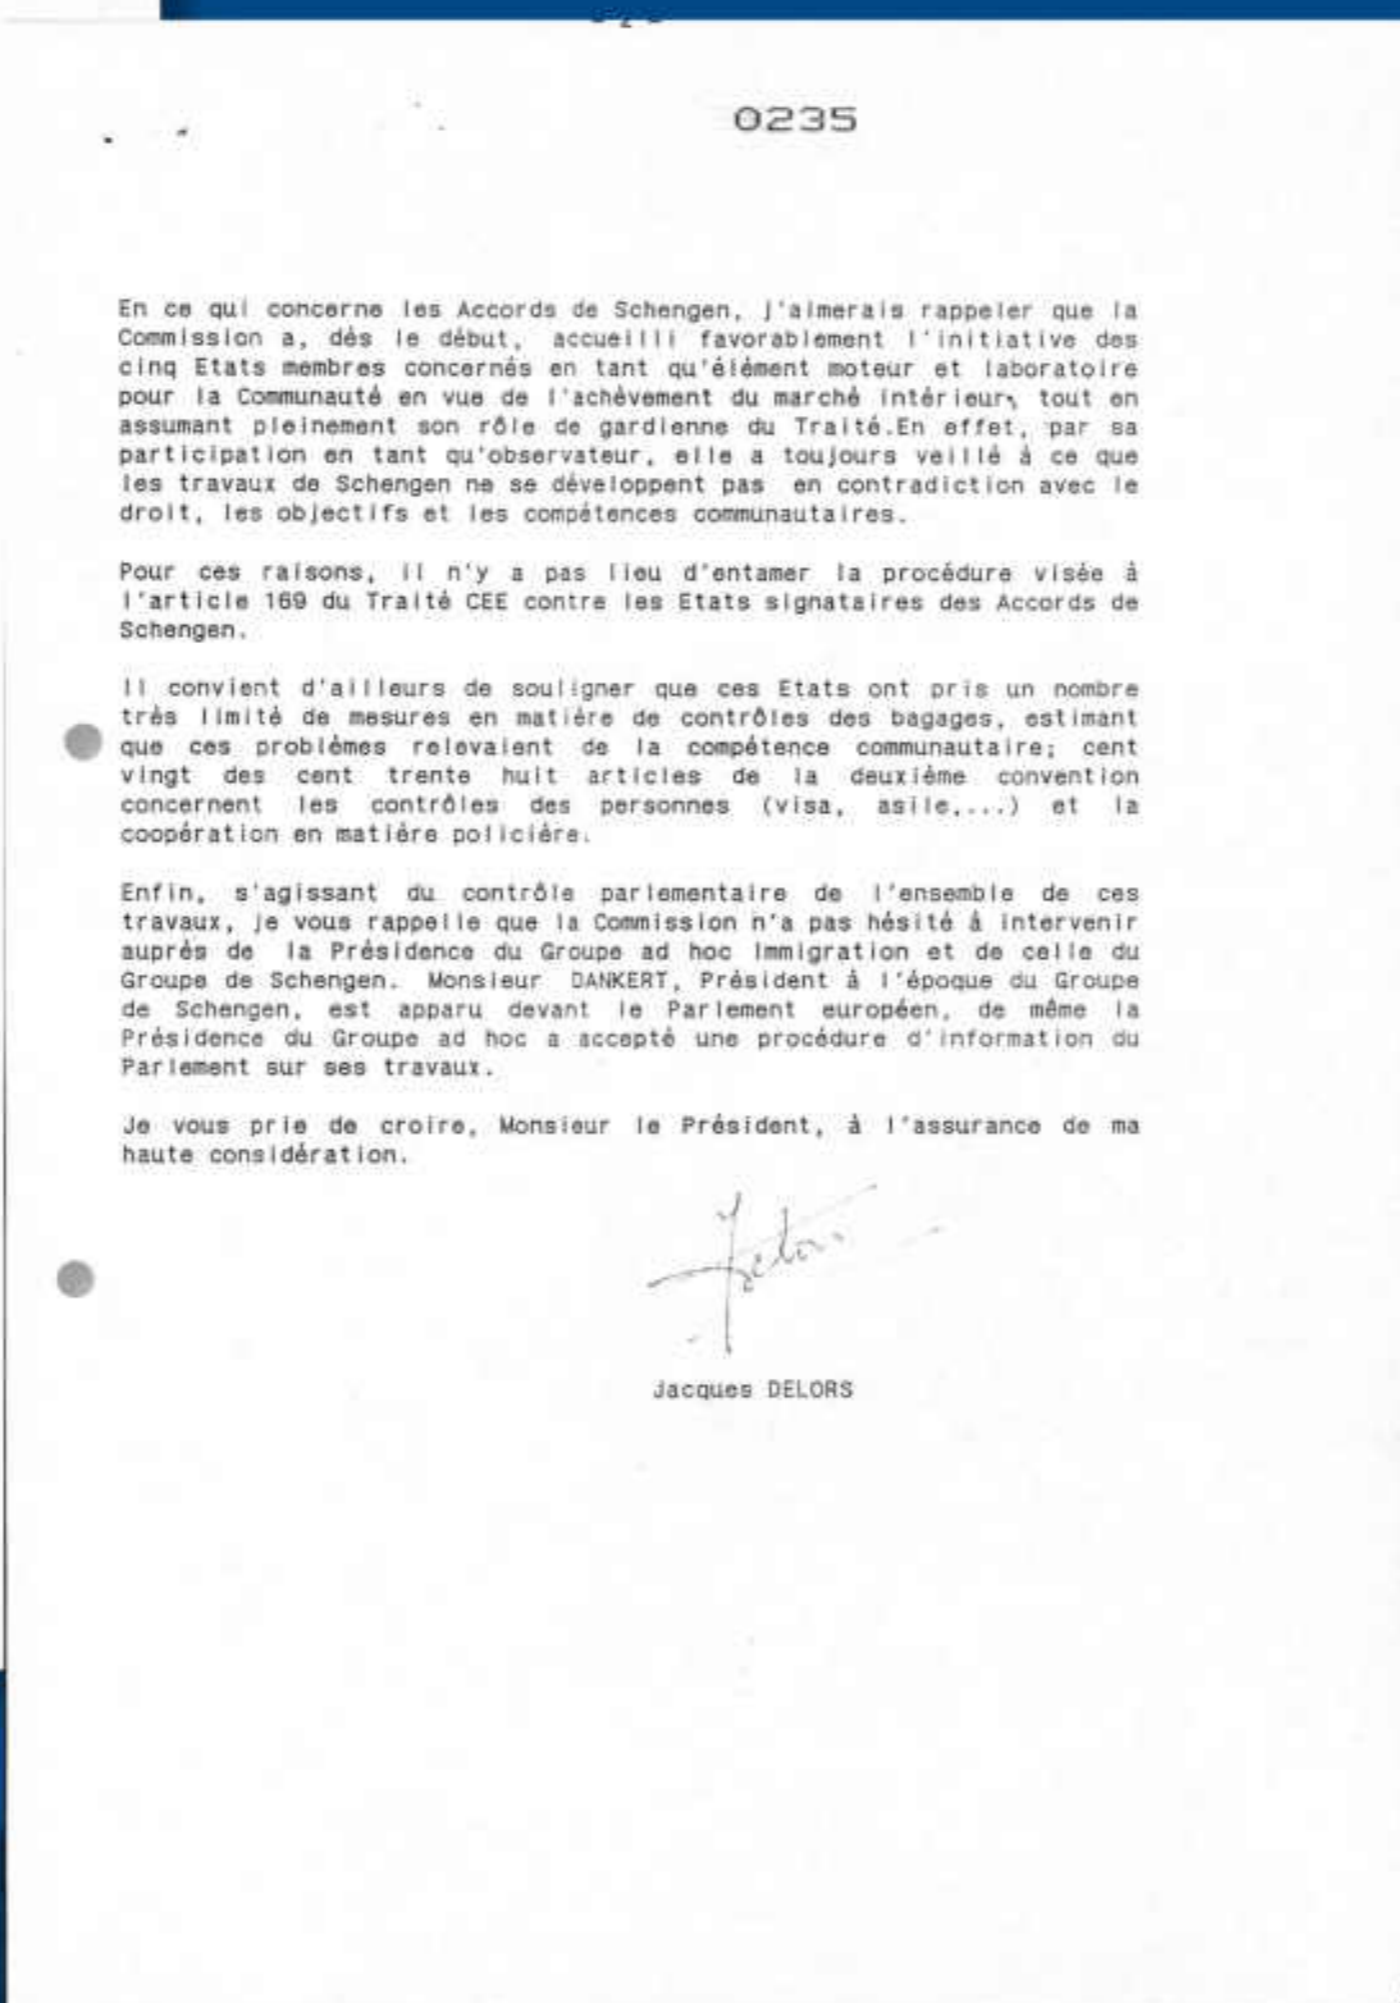 0235
En ce qui concerne les Accords de Schengen, j'aimerais rappeler que la
Commission a, dès le début, accueilli favorablement l'initiative des
cinq Etats membres concernés en tant qu'élément moteur et laboratoire
pour la Communauté en vue de l'achèvement du marché intérieur, tout en
assumant pleinement son rôle de gardienne du Traité.En effet, par sa
participation en tant qu'observateur, elle a toujours veillé à ce que
les travaux de Schengen ne se développent pas en contradiction avec le
droit, les objectifs et les compétences communautaires.
Pour ces raisons, il n'y a pas lieu d'entamer la procédure visée à
l'article 169 du Traité CEE contre les Etats signataires des Accords de
Schengen.
Il convient d'ailleurs de souligner que ces Etats ont pris un nombre
très limité de mesures en matière de contrôles des bagages, estimant
que ces problèmes relevaient de la compétence communautaire; cent
vingt des cent trente huit articles de la deuxième convention
concernent les contrôles des personnes (visa, asile,...) et la
coopération en matière policière.
Enfin, s'agissant du contrôle parlementaire de l'ensemble de ces
travaux, je vous rappelle que la Commission n'a pas hésité à intervenir
auprès de la Présidence du Groupe ad hoc Immigration et de celle du
Groupe de Schengen. Monsieur DANKERT, Président à l'époque du Groupe
de Schengen, est apparu devant le Parlement européen, de même la
Présidence du Groupe ad hoc a accepté une procédure d'information du
Parlement sur ses travaux.
Je vous prie de croire, Monsieur le Président, à l'assurance de ma
haute considération.
Jacques DELORS